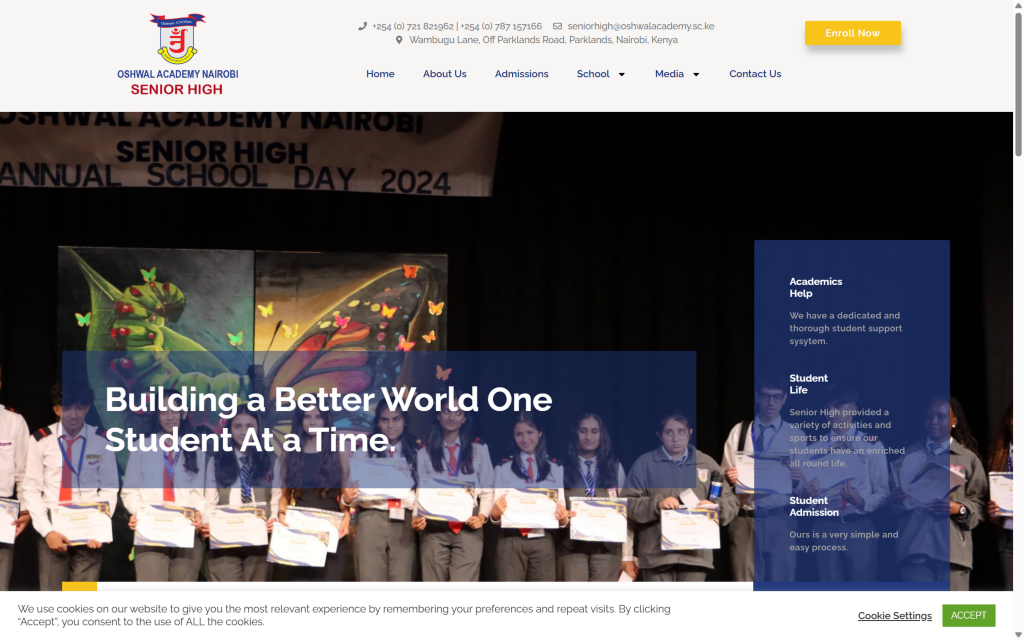 OSHWAL ACADEMY
OSHWAL ACADEMY NAIROBI
SENIOR HIGH
+254 (0) 721 821962 | +254 (0) 787 157166
seniorhigh@oshwalacademy.sc.ke
Wambugu Lane, Off Parklands Road, Parklands, Nairobi, Kenya
Enroll Now
Home
About Us
Admissions
School
Media
Contact Us
OSHWAL ACADEMY NAIROBI
SENIOR HIGH
ANNUAL SCHOOL DAY 2024
Building a Better World One
Student At a Time.
Academics
Help
We have a dedicated and
thorough student support
sysytem.
Student
Life
Senior High provided a
variety of activities and
sports to ensure our
students have an enriched
all round life.
Student
Admission
Ours is a very simple and
easy process.
We use cookies on our website to give you the most relevant experience by remembering your preferences and repeat visits. By clicking
“Accept”, you consent to the use of ALL the cookies.
Cookie Settings
ACCEPT